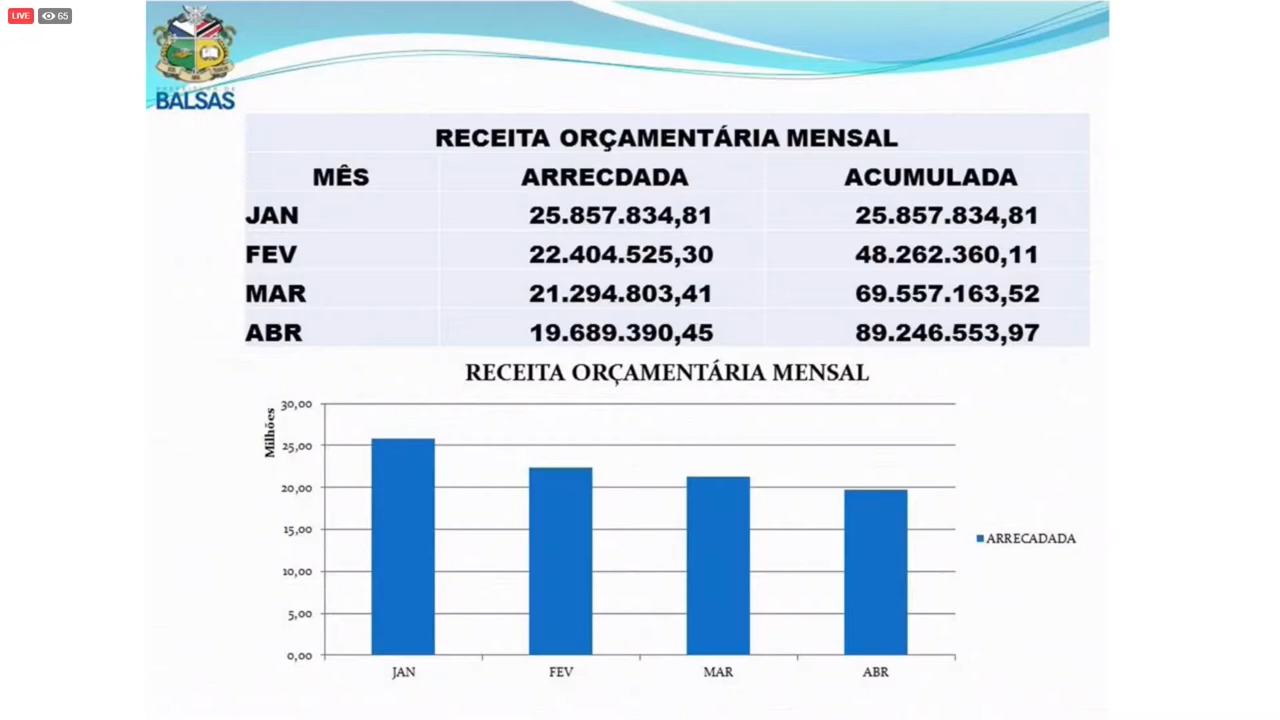 LIVE 65
BALSAS
RECEITA ORÇAMENTÁRIA MENSAL
MÊS ARRECDADA ACUMULADA
JAN 25.857.834,81 25.857.834,81
FEV 22.404.525,30 48.262.360,11
MAR 21.294.803,41 69.557.163,52
ABR 19.689.390,45 89.246.553,97
RECEITA ORÇAMENTÁRIA MENSAL
Milhões
30,00
25,00
20,00
15,00
10,00
5,00
0,00
JAN FEV MAR ABR
ARRECADADA